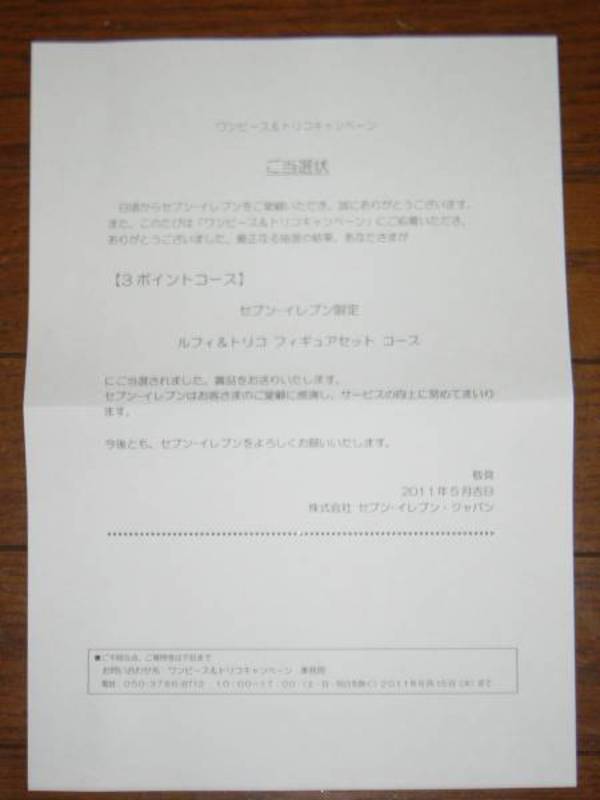 ワンピース&トリコキャンペーン
ご当選状
日頃からセブン-イレブンをご愛顧いただき、誠にありがとうございます。
また、このたびは「ワンピース&トリコキャンペーン」にご応募いただき、
ありがとうございました。厳正なる抽選の結果、あなたさまが
【3ポイントコース】
セブン-イレブン限定
ルフィ&トリコ フィギュアセット コース
にご当選されました。賞品をお送りいたします。
セブン-イレブンはお客さまのご愛顧に感謝し、サービスの向上に努めてまいり
ます。
今後とも、セブン-イレブンをよろしくお願いいたします。
敬具
2011年5月吉日
株式会社 セブン-イレブン・ジャパン
■ご不明な点、ご質問等は下記まで
お問い合わせ先:ワンピース&トリコキャンペーン 事務局
電話:050-3786-8712 10:00~17:00(土・日・祝日を除く)2011年6月15日(水)まで